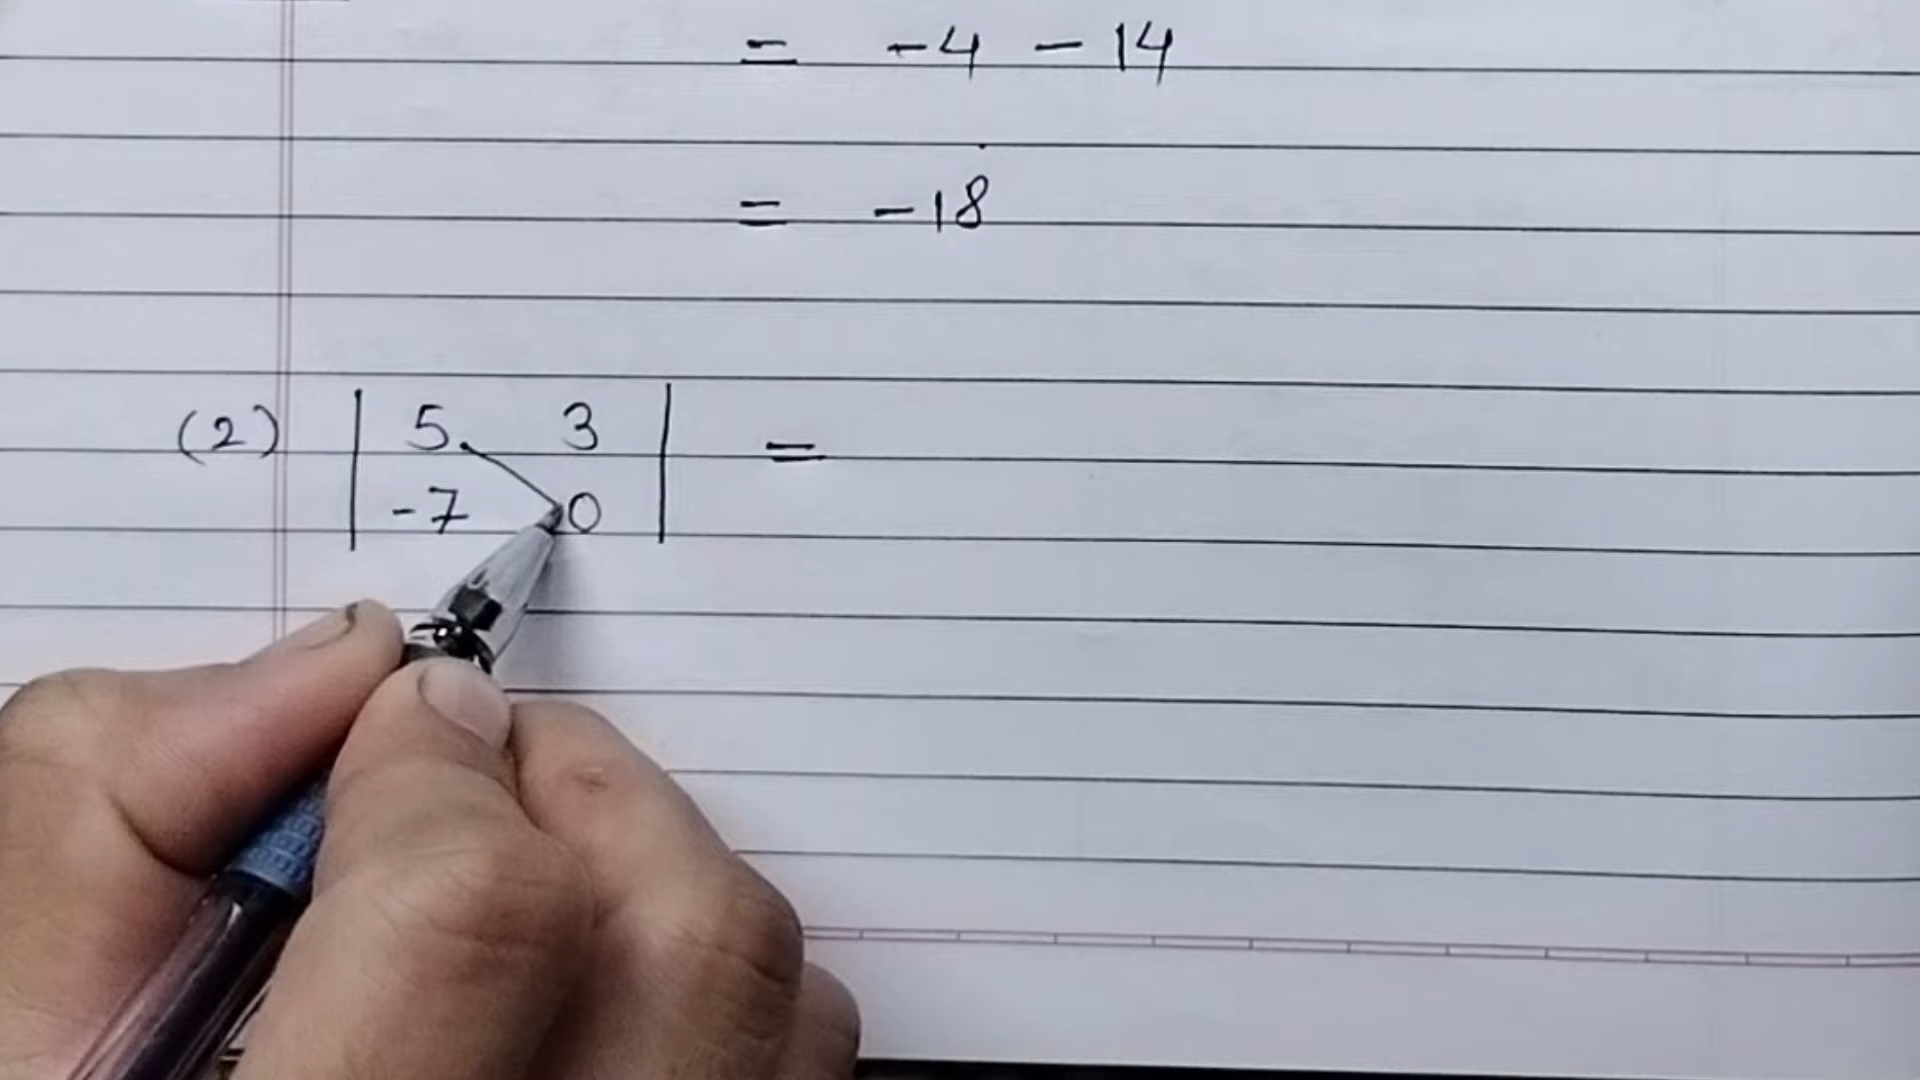 = -4 - 14
= -18
(2) | 5 3 | =
| -7 0 |